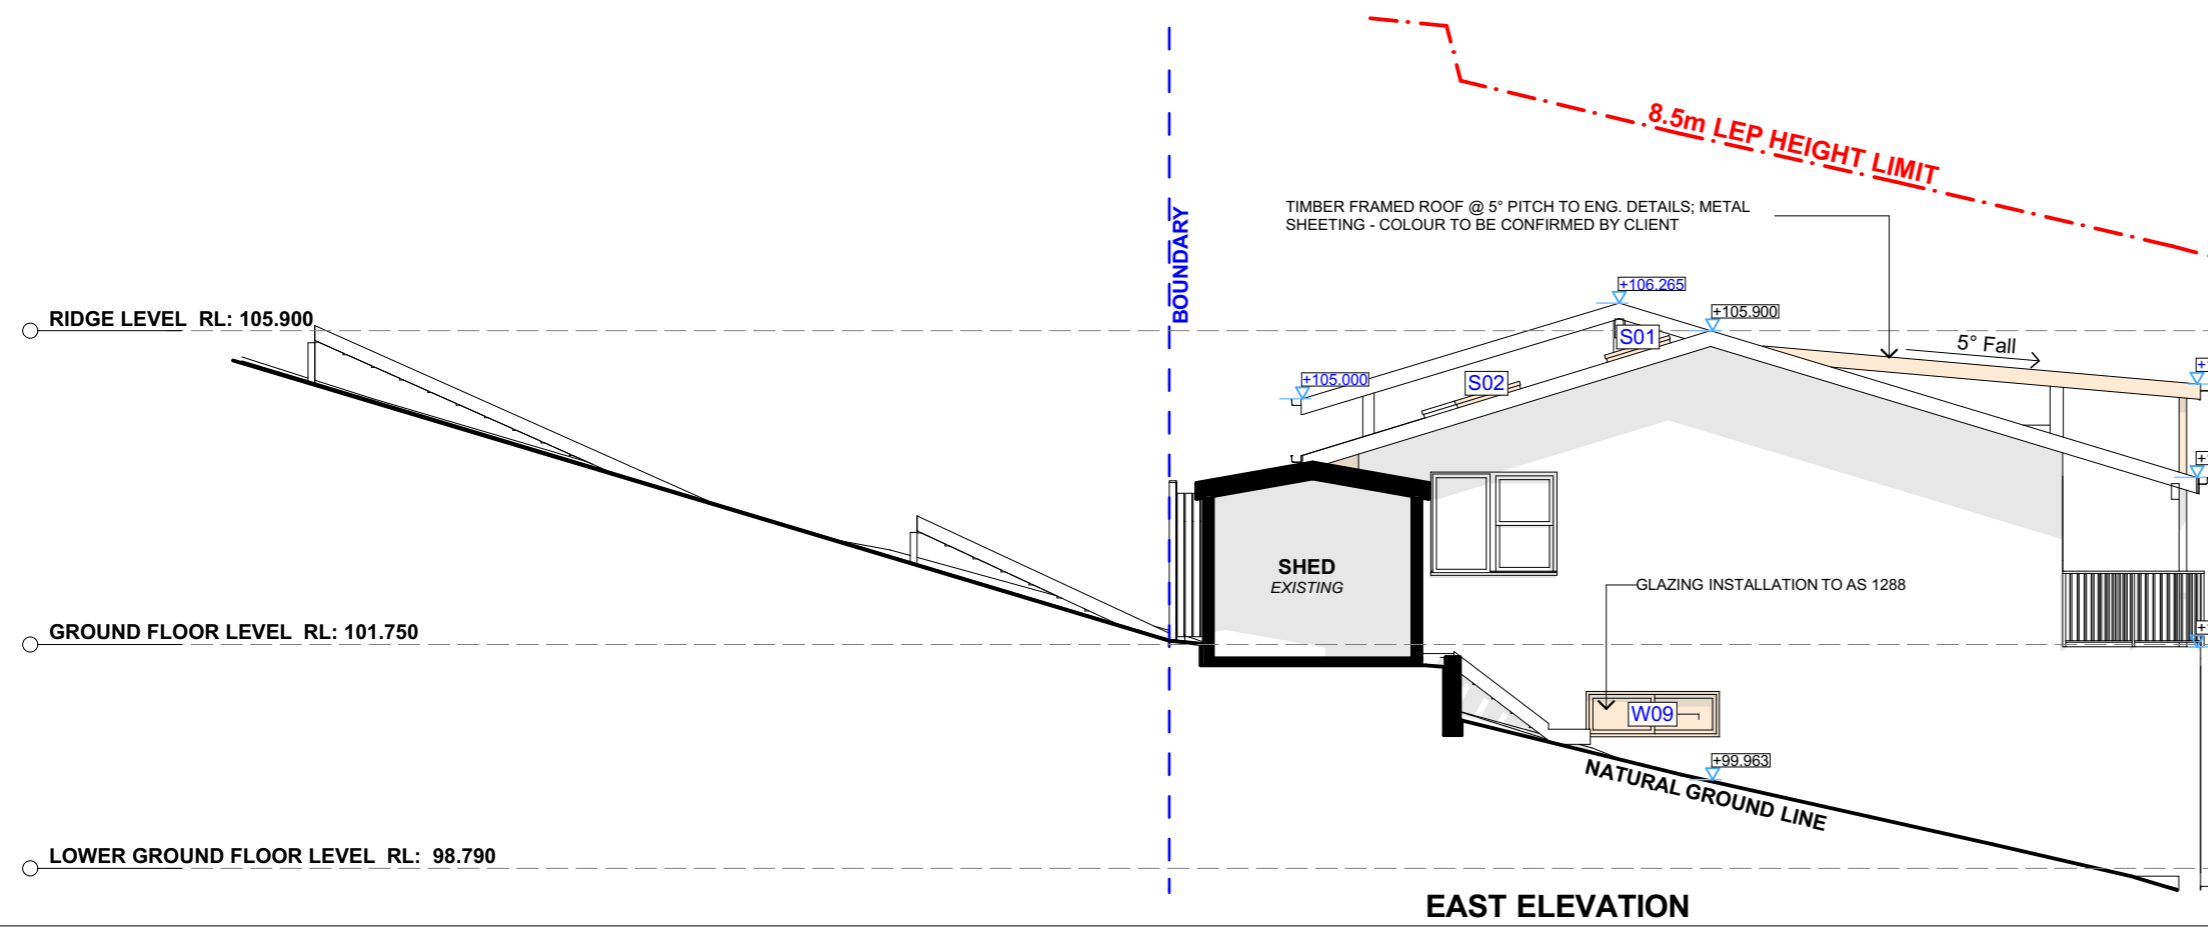 8.5m LEP HEIGHT LIMIT
BOUNDARY
TIMBER FRAMED ROOF @ 5° PITCH TO ENG. DETAILS; METAL
SHEETING - COLOUR TO BE CONFIRMED BY CLIENT
+106.265
RIDGE LEVEL RL: 105.900
+105.900
S01
5° Fall
+105.000
S02
SHED
EXISTING
GLAZING INSTALLATION TO AS 1288
GROUND FLOOR LEVEL RL: 101.750
W09
+99.963
NATURAL GROUND LINE
LOWER GROUND FLOOR LEVEL RL: 98.790
EAST ELEVATION